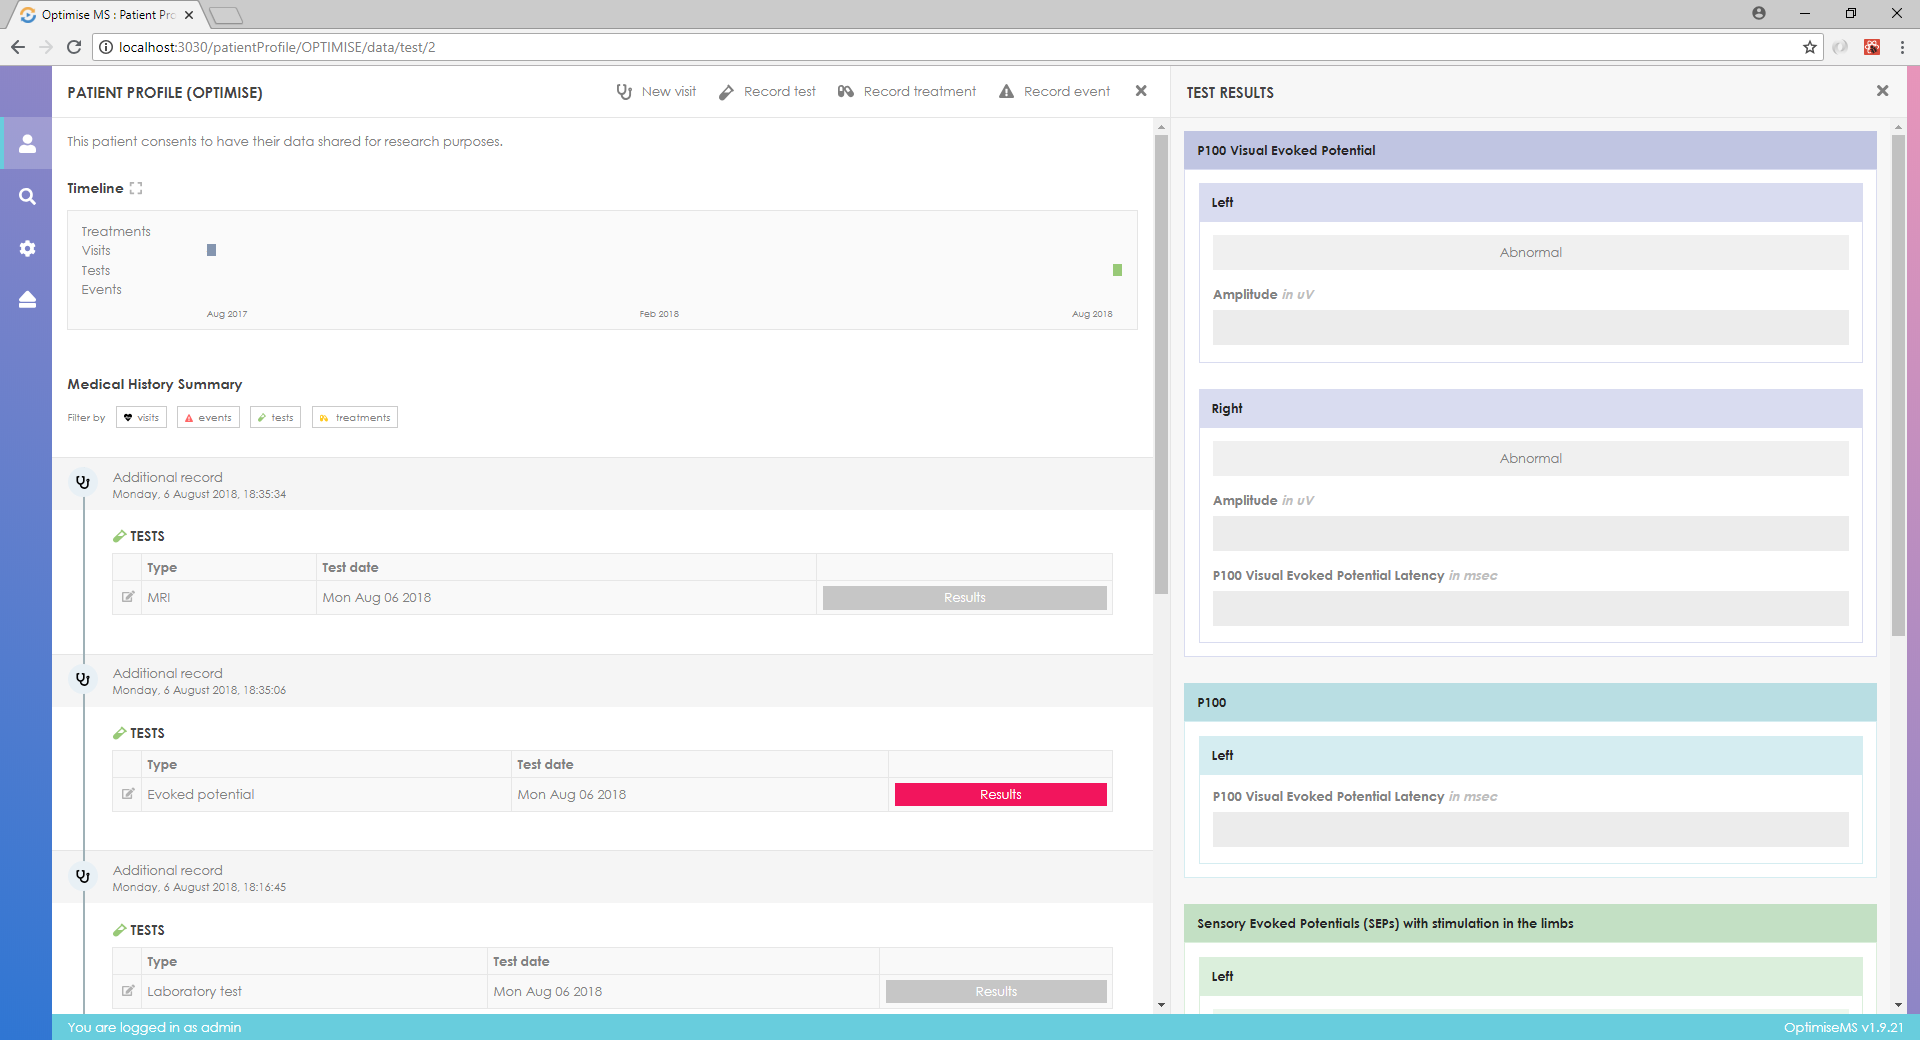 Optimise MS : Patient Pro
localhost:3030/patientProfile/OPTIMISE/data/test/2
PATIENT PROFILE (OPTIMISE)
New visit
Record test
Record treatment
Record event
This patient consents to have their data shared for research purposes.
Timeline
Treatments
Visits
Tests
Events
Aug 2017
Feb 2018
Aug 2018
Medical History Summary
Filter by
visits
events
tests
treatments
Additional record
Monday, 6 August 2018, 18:35:34
TESTS
Type
Test date
MRI
Mon Aug 06 2018
Results
Additional record
Monday, 6 August 2018, 18:35:06
TESTS
Type
Test date
Evoked potential
Mon Aug 06 2018
Results
Additional record
Monday, 6 August 2018, 18:16:45
TESTS
Type
Test date
Laboratory test
Mon Aug 06 2018
Results
TEST RESULTS
P100 Visual Evoked Potential
Left
Abnormal
Amplitude in uV
Right
Abnormal
Amplitude in uV
P100 Visual Evoked Potential Latency in msec
P100
Left
P100 Visual Evoked Potential Latency in msec
Sensory Evoked Potentials (SEPs) with stimulation in the limbs
Left
You are logged in as admin
OptimiseMS v1.9.21